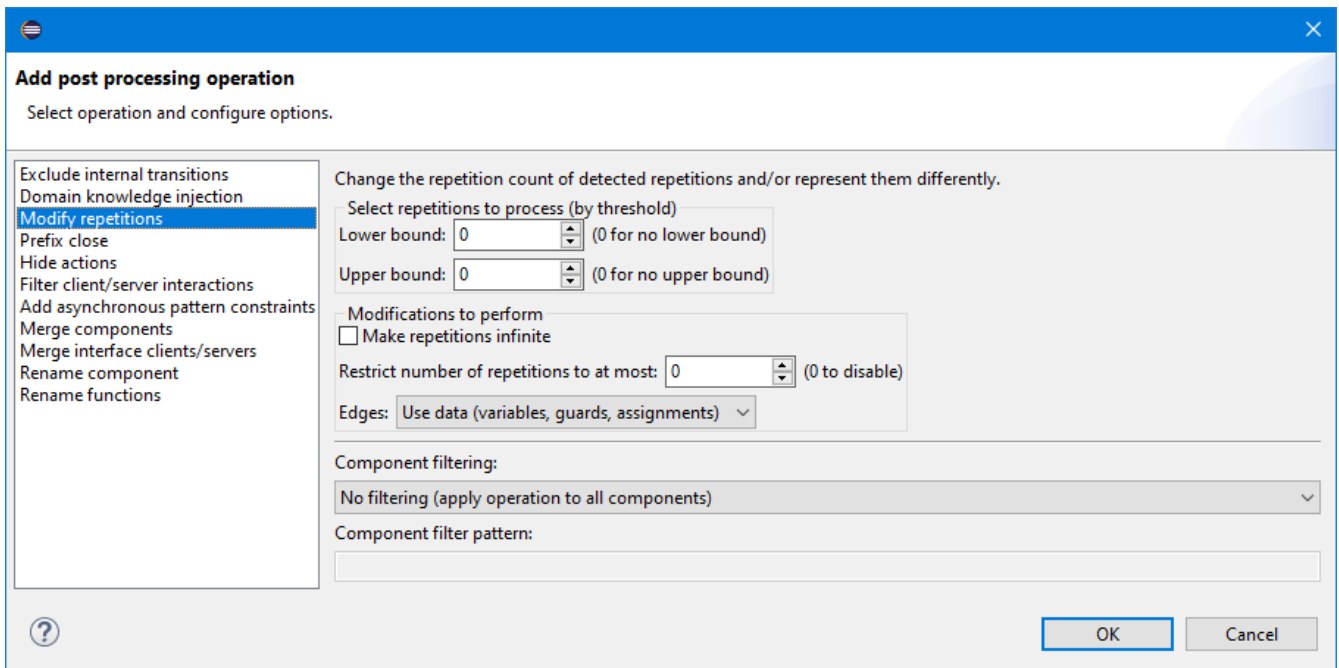 Add post processing operation
Select operation and configure options.
Exclude internal transitions
Domain knowledge injection
Modify repetitions
Prefix close
Hide actions
Filter client/server interactions
Add asynchronous pattern constraints
Merge components
Merge interface clients/servers
Rename component
Rename functions
Change the repetition count of detected repetitions and/or represent them differently.
Select repetitions to process (by threshold)
Lower bound: 0 (0 for no lower bound)
Upper bound: 0 (0 for no upper bound)
Modifications to perform
Make repetitions infinite
Restrict number of repetitions to at most: 0 (0 to disable)
Edges: Use data (variables, guards, assignments)
Component filtering:
No filtering (apply operation to all components)
Component filter pattern:
?
OK Cancel